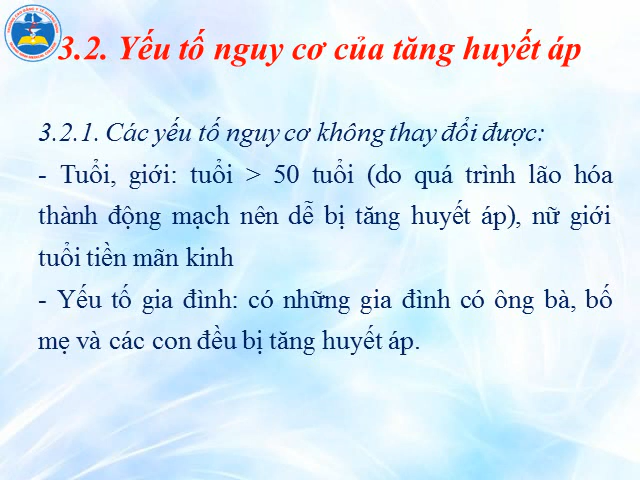 3.2. Yếu tố nguy cơ của tăng huyết áp
3.2.1. Các yếu tố nguy cơ không thay đổi được:
- Tuổi, giới: tuổi > 50 tuổi (do quá trình lão hóa
thành động mạch nên dễ bị tăng huyết áp), nữ giới
tuổi tiền mãn kinh
- Yếu tố gia đình: có những gia đình có ông bà, bố
mẹ và các con đều bị tăng huyết áp.